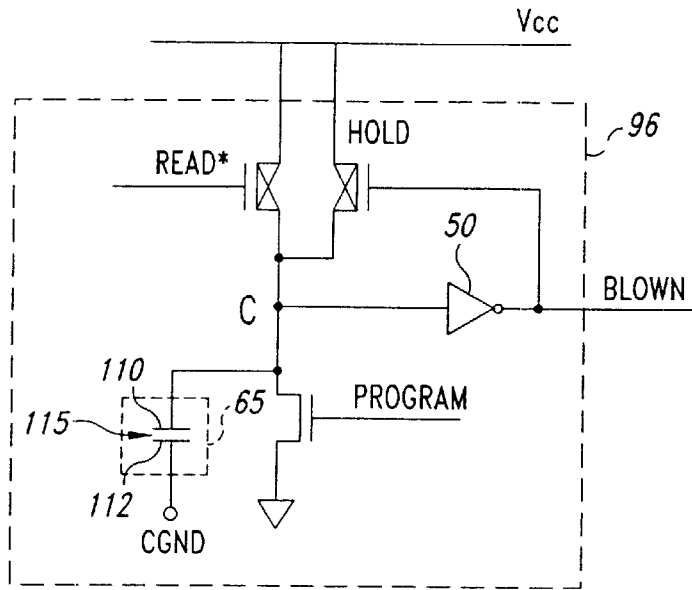 Vcc
96
HOLD
READ*
50
BLOWN
C
110
65
PROGRAM
115
112
CGND